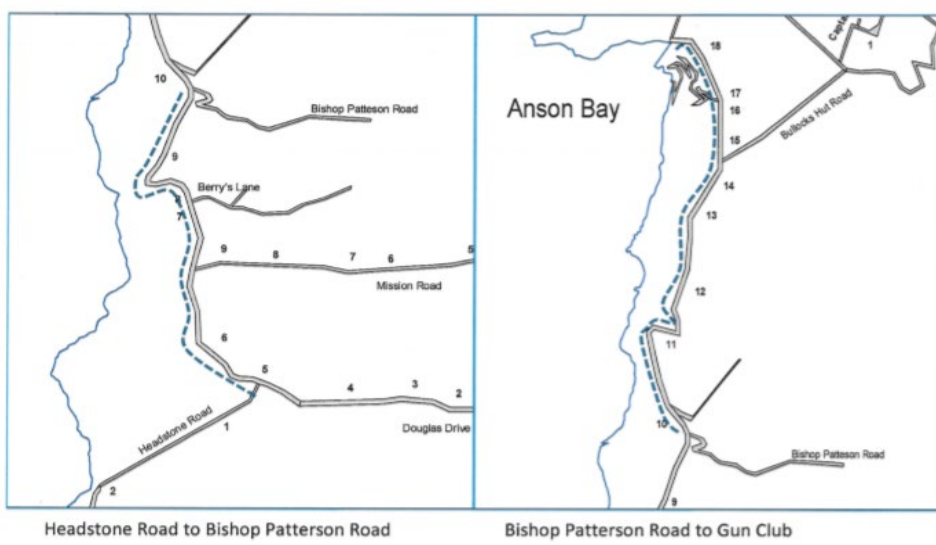 10
Bishop Patteson Road
9
Berry's Lane
8
7
9
8
7
6
5
Mission Road
6
5
4
3
2
Douglas Drive
Headstone Road
1
2
Headstone Road to Bishop Patterson Road
18
Capta
1
Anson Bay
17
16
Bullocks Hut Road
15
14
13
12
11
10
Bishop Patteson Road
9
Bishop Patterson Road to Gun Club